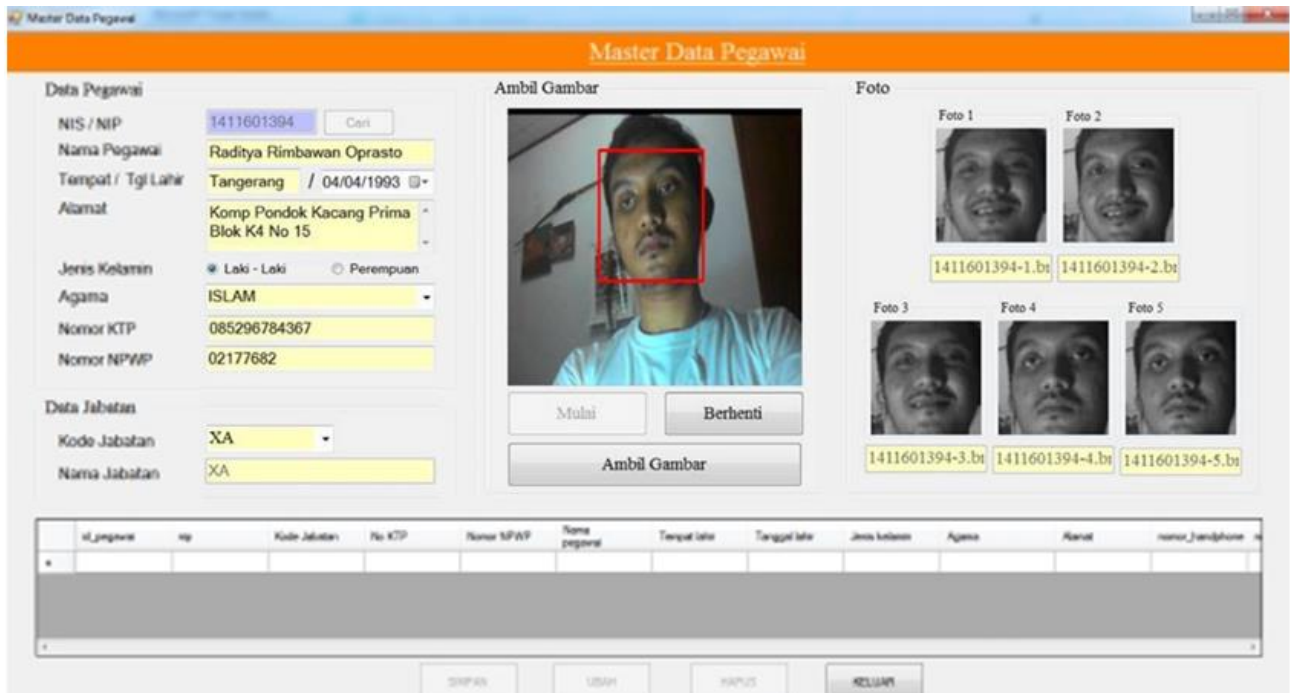 Master Data Pegawai
Master Data Pegawai
Data Pegawai
NIS / NIP 1411601394 Cari
Nama Pegawai Raditya Rimbawan Oprasto
Tempat / Tgl Lahir Tangerang / 04/04/1993
Alamat Komp Pondok Kacang Prima
Blok K4 No 15
Jenis Kelamin Laki - Laki Perempuan
Agama ISLAM
Nomor KTP 085296784367
Nomor NPWP 02177682
Data Jabatan
Kode Jabatan XA
Nama Jabatan XA
Ambil Gambar
Mulai Berhenti
Ambil Gambar
Foto
Foto 1 Foto 2
1411601394-1.b 1411601394-2.b
Foto 3 Foto 4 Foto 5
1411601394-3.b 1411601394-4.b 1411601394-5.b
id_pegawai nip Kode Jabatan No KTP Nomor NPWP Nama pegawai Tempat lahir Tanggal lahir Jenis kelamin Agama Alamat nomor_handphone
SIMPAN UBAH HAPUS KELUAR